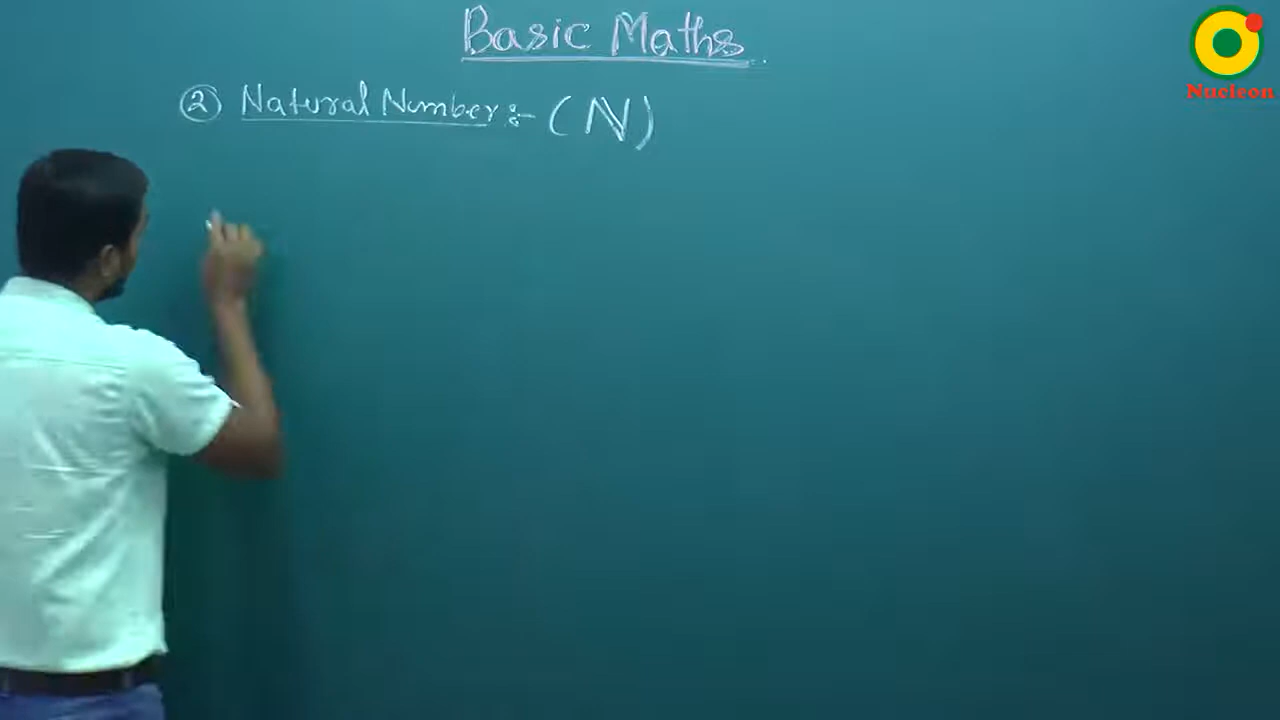 Basic Maths
② Natural Number :- (ℕ)
Nucleon